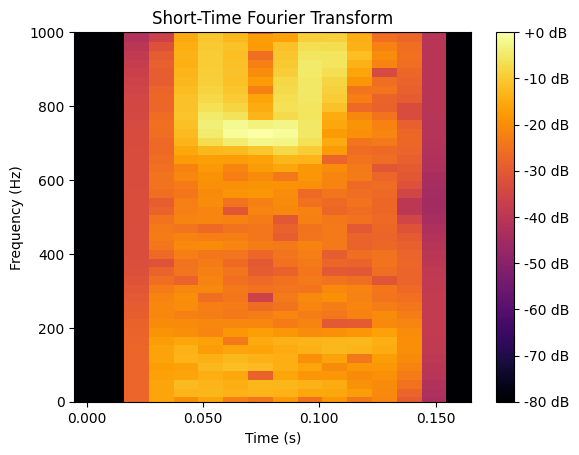 Short-Time Fourier Transform
Frequency (Hz)
1000
800
600
400
200
0
0.000
0.050
0.100
0.150
Time (s)
+0 dB
-10 dB
-20 dB
-30 dB
-40 dB
-50 dB
-60 dB
-70 dB
-80 dB